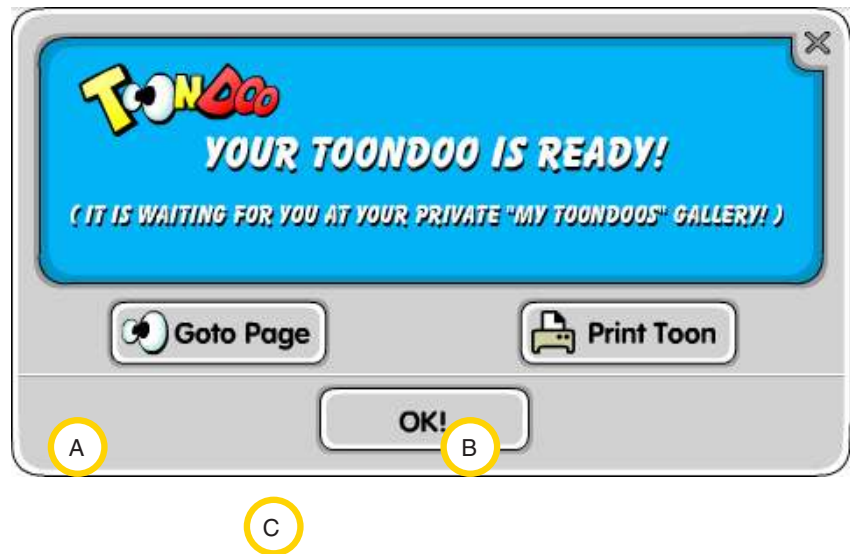 TOONDOO
YOUR TOONDOO IS READY!
( IT IS WAITING FOR YOU AT YOUR PRIVATE "MY TOONDOOS" GALLERY! )
Goto Page
Print Toon
OK!
A
B
C